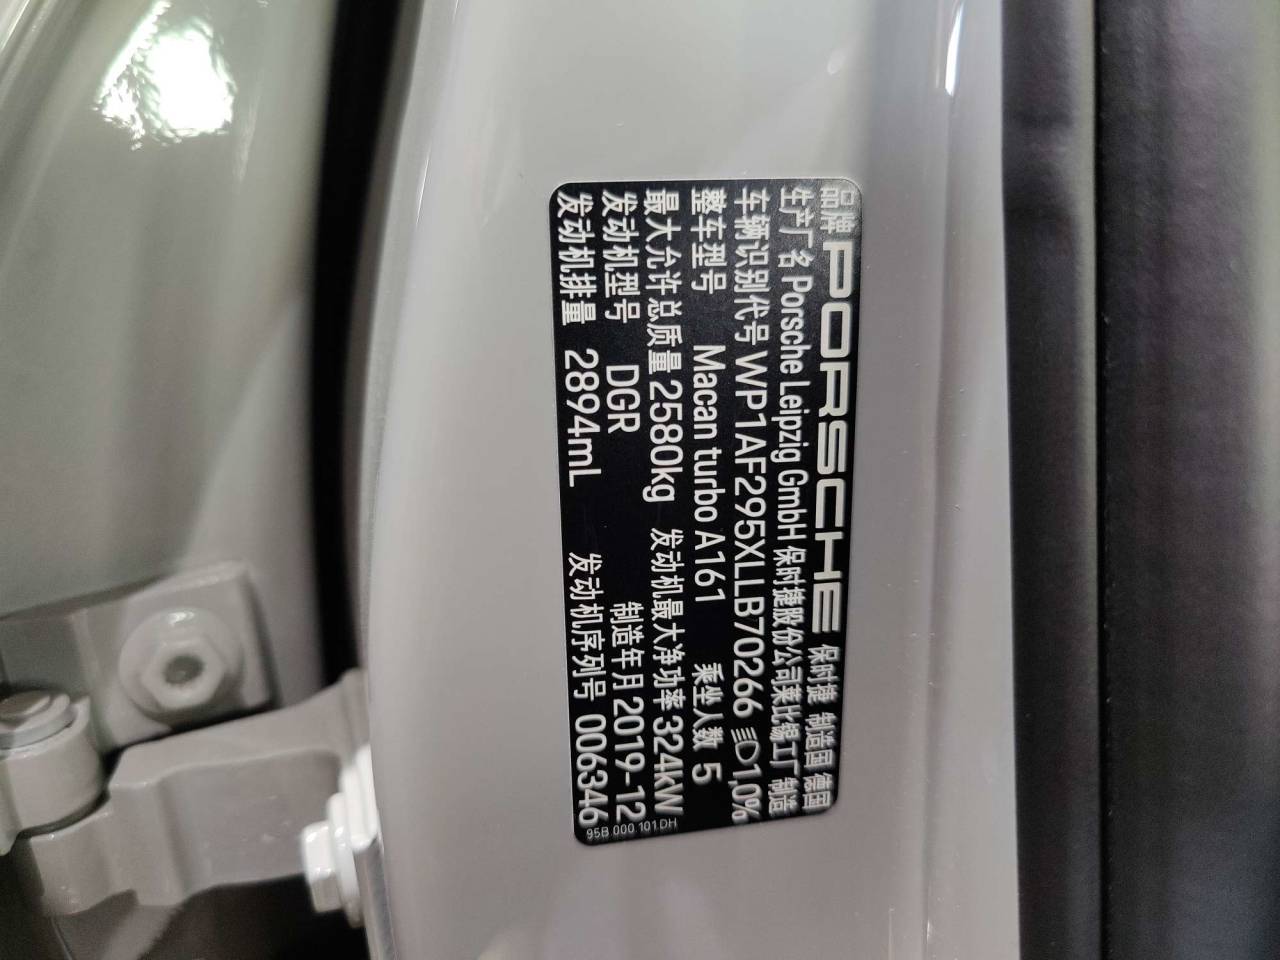 品牌 PORSCHE 保时捷 制造国 德国
生产厂名 Porsche Leipzig GmbH 保时捷股份公司莱比锡工厂 制造
车辆识别代号 WP1AF295XLLB70266 1,0%
整车型号 Macan turbo A161 乘坐人数 5
最大允许总质量 2580kg 发动机最大净功率 324kW
发动机型号 DGR 制造年月 2019-12
发动机排量 2894mL 发动机序列号 006346
95B.000.101.DH